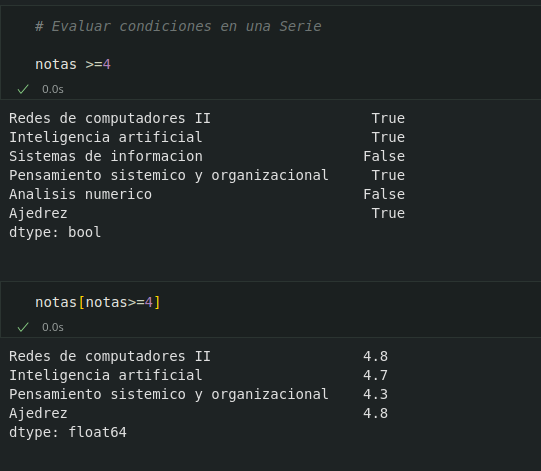 # Evaluar condiciones en una Serie
notas >=4
✓ 0.0s
Redes de computadores II True
Inteligencia artificial True
Sistemas de informacion False
Pensamiento sistemico y organizacional True
Analisis numerico False
Ajedrez True
dtype: bool
notas[notas>=4]
✓ 0.0s
Redes de computadores II 4.8
Inteligencia artificial 4.7
Pensamiento sistemico y organizacional 4.3
Ajedrez 4.8
dtype: float64